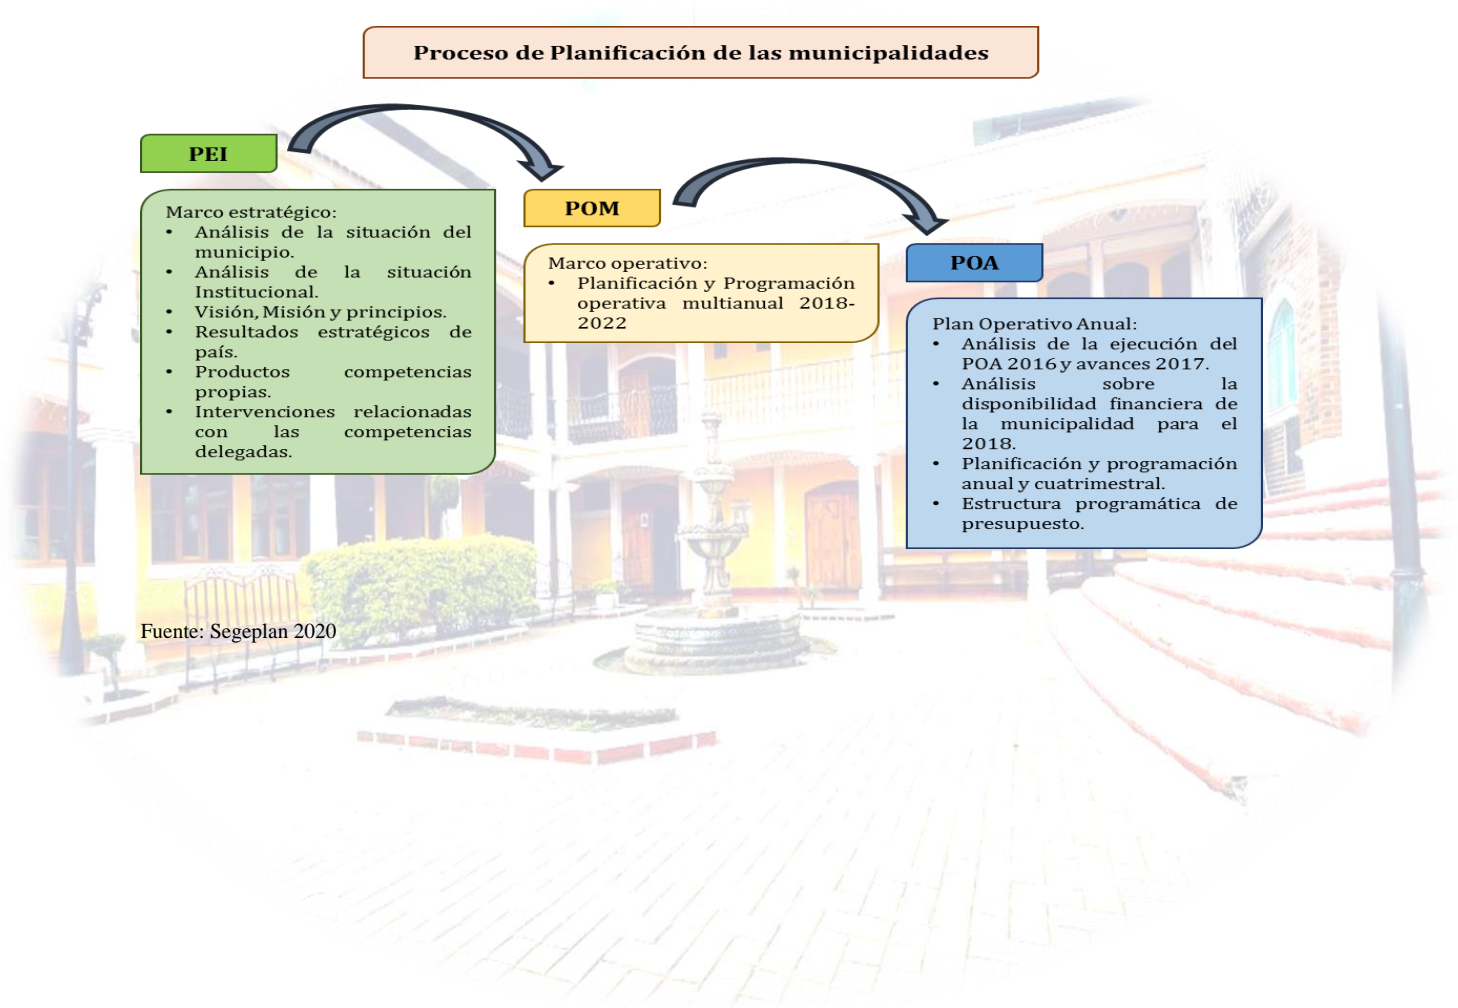 Proceso de Planificación de las municipalidades
PEI
Marco estratégico:
• Análisis de la situación del
municipio.
• Análisis de la situación
Institucional.
• Visión, Misión y principios.
• Resultados estratégicos de
país.
• Productos competencias
propias.
• Intervenciones relacionadas
con las competencias
delegadas.
POM
Marco operativo:
• Planificación y Programación
operativa multianual 2018-
2022
POA
Plan Operativo Anual:
• Análisis de la ejecución del
POA 2016 y avances 2017.
• Análisis sobre la
disponibilidad financiera de
la municipalidad para el
2018.
• Planificación y programación
anual y cuatrimestral.
• Estructura programática de
presupuesto.
Fuente: Segeplan 2020